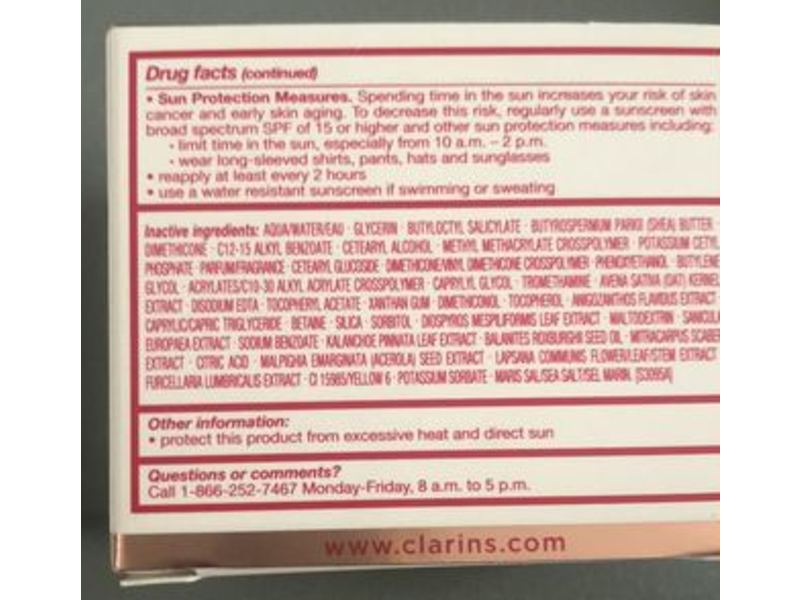 Drug facts (continued)
• Sun Protection Measures. Spending time in the sun increases your risk of skin
cancer and early skin aging. To decrease this risk, regularly use a sunscreen with
broad spectrum SPF of 15 or higher and other sun protection measures including:
• limit time in the sun, especially from 10 a.m. – 2 p.m.
• wear long-sleeved shirts, pants, hats and sunglasses
• reapply at least every 2 hours
• use a water resistant sunscreen if swimming or sweating
Inactive ingredients: AQUA/WATER/EAU · GLYCERIN · BUTYLOCTYL SALICYLATE · BUTYROSPERMUM PARKII (SHEA) BUTTER ·
DIMETHICONE · C12-15 ALKYL BENZOATE · CETEARYL ALCOHOL · METHYL METHACRYLATE CROSSPOLYMER · POTASSIUM CETYL
PHOSPHATE · PARFUM/FRAGRANCE · CETEARYL GLUCOSIDE · DIMETHICONE/VINYL DIMETHICONE CROSSPOLYMER · PHENOXYETHANOL · BUTYLENE
GLYCOL · ACRYLATES/C10-30 ALKYL ACRYLATE CROSSPOLYMER · CAPRYLYL GLYCOL · TROMETHAMINE · AVENA SATIVA (OAT) KERNEL
EXTRACT · DISODIUM EDTA · TOCOPHERYL ACETATE · XANTHAN GUM · DIMETHICONOL · TOCOPHEROL · ANIGOZANTHOS FLAVIDUS EXTRACT ·
CAPRYLIC/CAPRIC TRIGLYCERIDE · BETAINE · SILICA · SORBITOL · DIOSPYROS MESPILIFORMIS LEAF EXTRACT · MALTODEXTRIN · SANICULA
EUROPAEA EXTRACT · SODIUM BENZOATE · KALANCHOE PINNATA LEAF EXTRACT · BALANITES ROXBURGHII SEED OIL · MITRACARPUS SCABER
EXTRACT · CITRIC ACID · MALPIGHIA EMARGINATA (ACEROLA) SEED EXTRACT · LAPSANA COMMUNIS FLOWER/LEAF/STEM EXTRACT ·
FURCELLARIA LUMBRICALIS EXTRACT · CI 15985/YELLOW 6 · POTASSIUM SORBATE · MARIS SAL/SEA SALT/SEL MARIN. [S3095A]
Other information:
• protect this product from excessive heat and direct sun
Questions or comments?
Call 1-866-252-7467 Monday-Friday, 8 a.m. to 5 p.m.
www.clarins.com